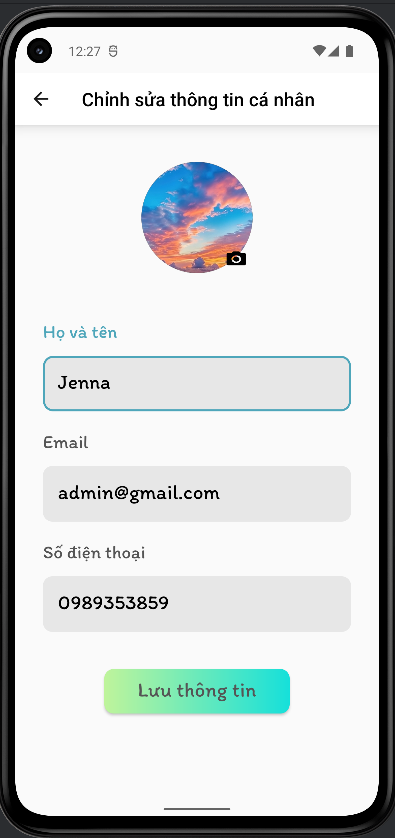 12:27
Chỉnh sửa thông tin cá nhân
Họ và tên
Jenna
Email
admin@gmail.com
Số điện thoại
0989353859
Lưu thông tin